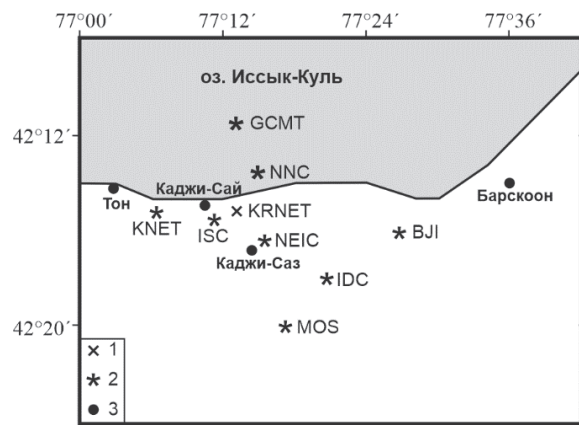 77°00´ 77°12´ 77°24´ 77°36´
оз. Иссык-Куль
GCMT
42°12´
NNC
Каджи-Сай
Барскоон
Тон
KRNET
KNET
ISC
BJI
NEIC
Каджи-Саз
IDC
42°20´
MOS
1
2
3